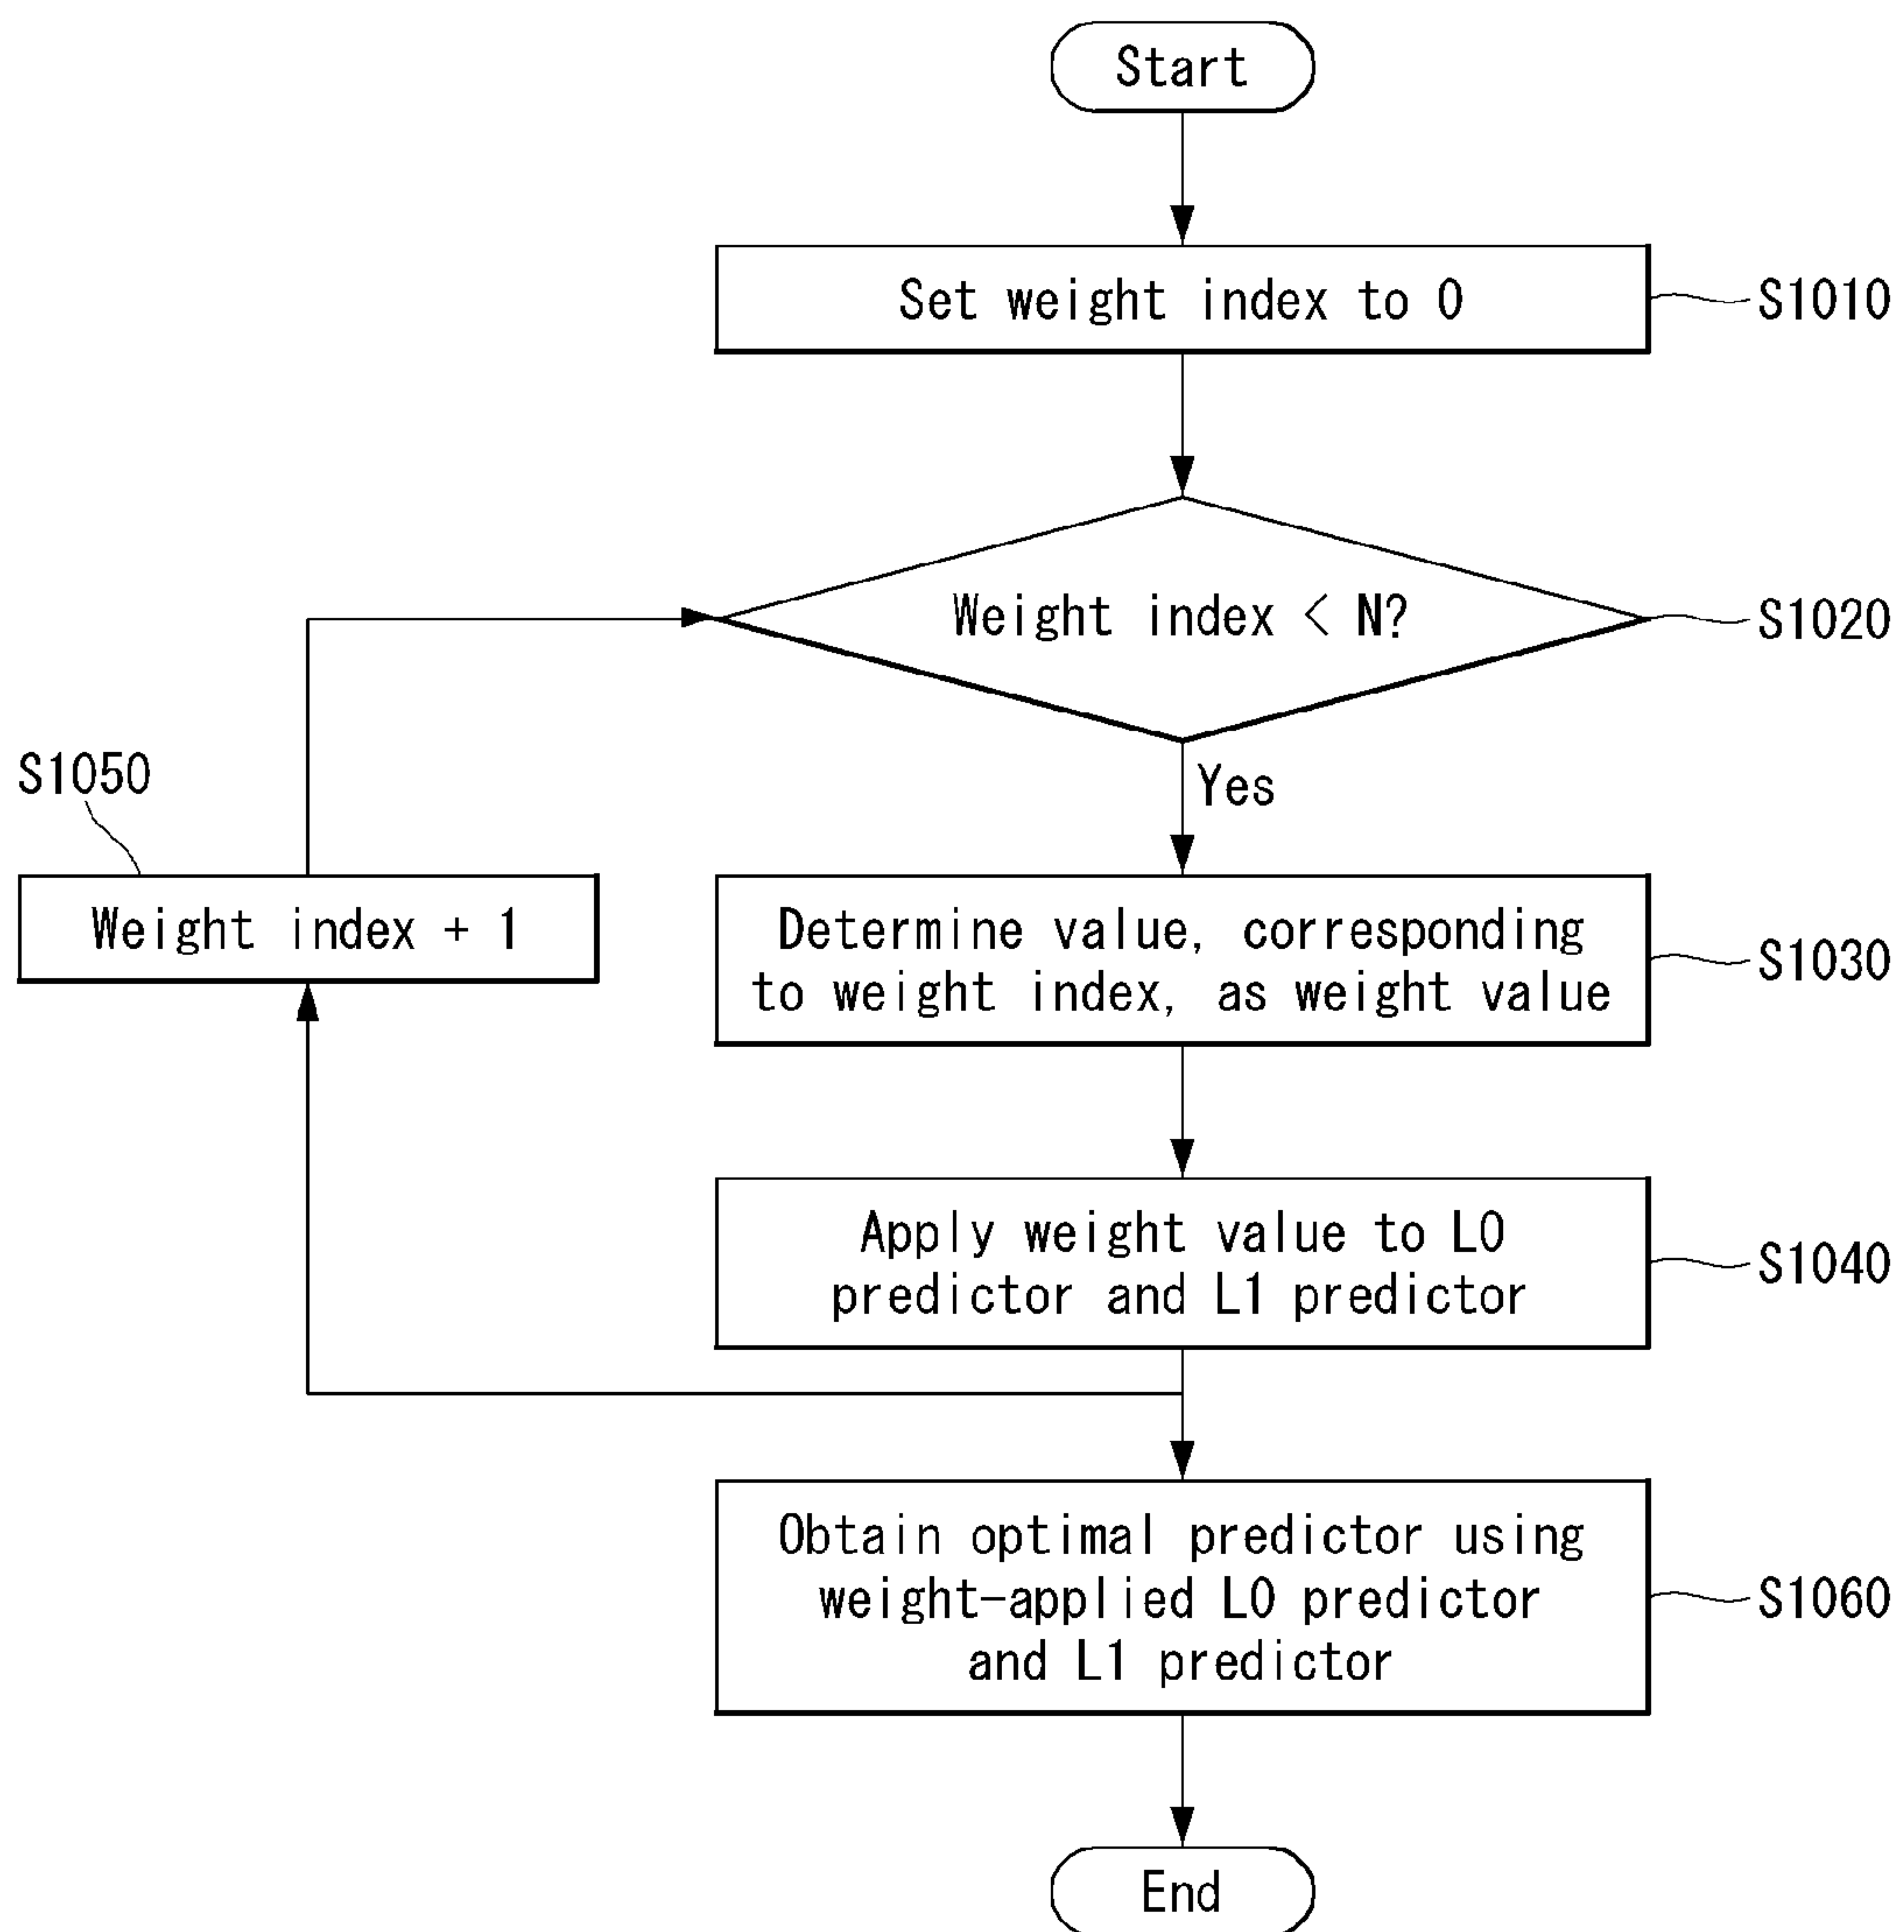 Start
Set weight index to 0
S1010
Weight index < N?
S1020
Yes
S1050
Weight index + 1
Determine value, corresponding
to weight index, as weight value
S1030
Apply weight value to L0
predictor and L1 predictor
S1040
Obtain optimal predictor using
weight-applied L0 predictor
and L1 predictor
S1060
End